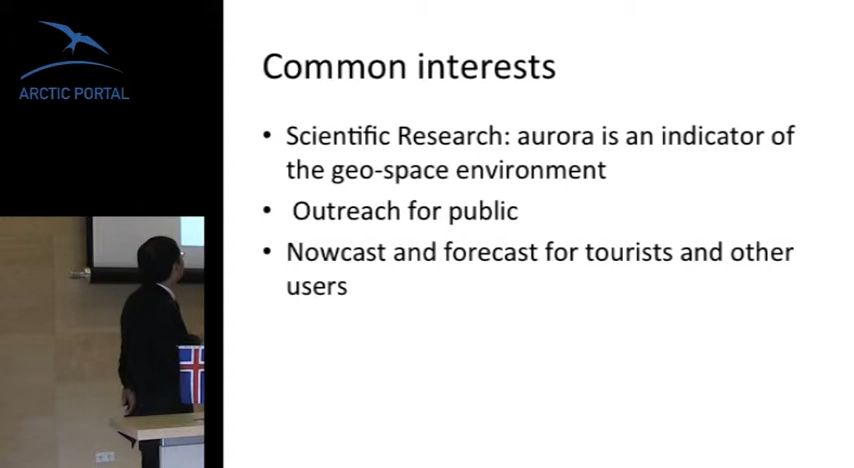 ARCTIC PORTAL
Common interests
• Scientific Research: aurora is an indicator of
the geo-space environment
• Outreach for public
• Nowcast and forecast for tourists and other
users